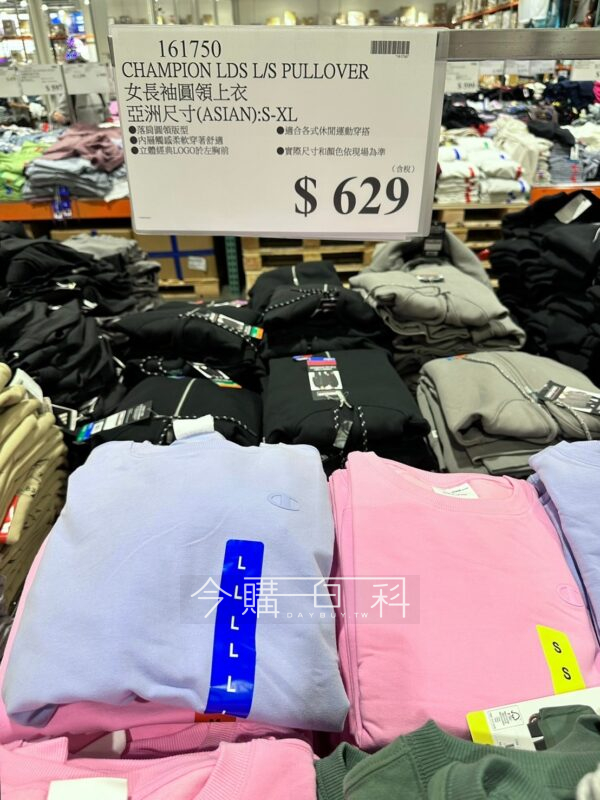 161750
CHAMPION LDS L/S PULLOVER
女長袖圓領上衣
亞洲尺寸(ASIAN):S-XL
●落肩圓領版型
●適合各式休閒運動穿搭
●內層觸感柔軟穿著舒適
●立體經典LOGO於左胸前
●實際尺寸和顏色依現場為準
(含稅)
$ 629
L
L
L
L
L
S
S
今購百科
DAYBUY.TW